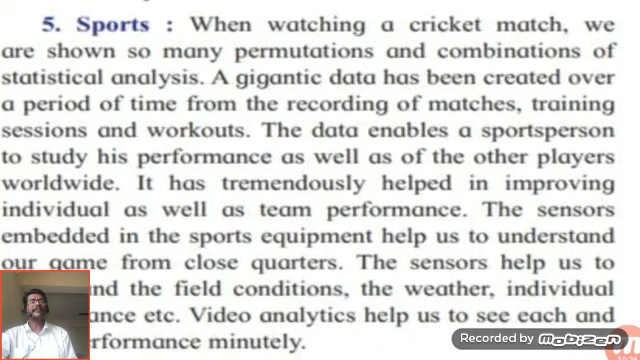 5. Sports : When watching a cricket match, we
are shown so many permutations and combinations of
statistical analysis. A gigantic data has been created over
a period of time from the recording of matches, training
sessions and workouts. The data enables a sportsperson
to study his performance as well as of the other players
worldwide. It has tremendously helped in improving
individual as well as team performance. The sensors
embedded in the sports equipment help us to understand
our game from close quarters. The sensors help us to
nd the field conditions, the weather, individual
ance etc. Video analytics help us to see each and
erformance minutely.
Recorded by Mobizen